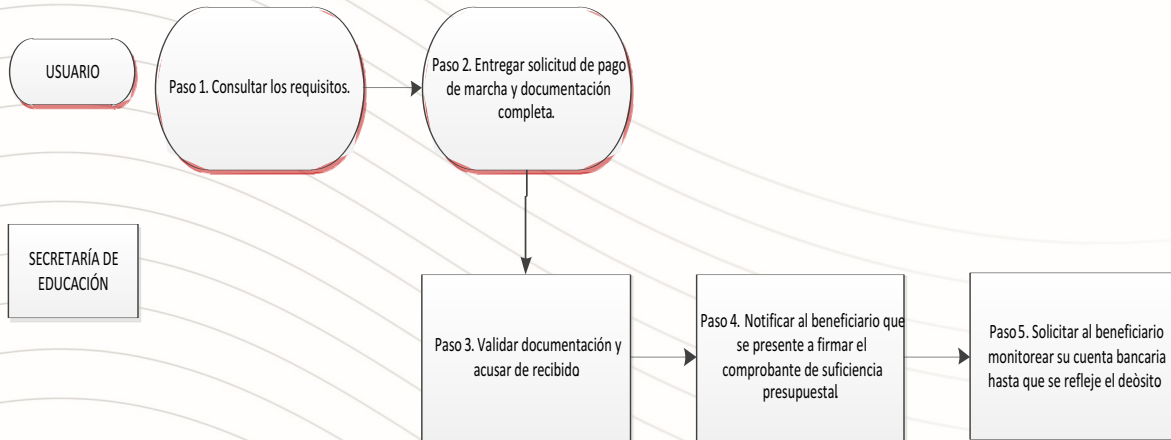 USUARIO
Paso 1. Consultar los requisitos.
Paso 2. Entregar solicitud de pago
de marcha y documentación
completa.
SECRETARÍA DE
EDUCACIÓN
Paso 3. Validar documentación y
acusar de recibido
Paso 4. Notificar al beneficiario que
se presente a firmar el
comprobante de suficiencia
presupuestal
Paso 5. Solicitar al beneficiario
monitorear su cuenta bancaria
hasta que se refleje el deòsito